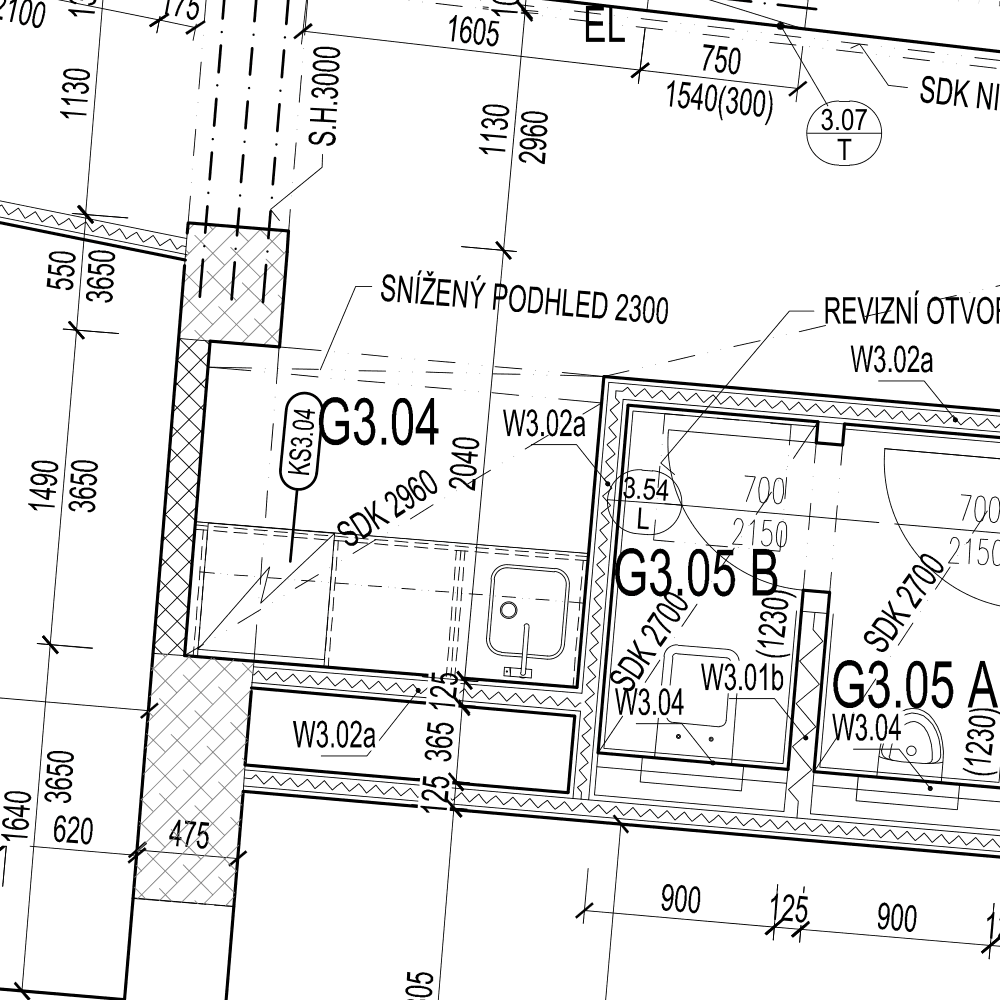 2100
175
1605
EL
750
1540(300)
SDK NI
3.07
T
1130
S.H.3000
1130
2960
550
3650
SNÍŽENÝ PODHLED 2300
REVIZNÍ OTVOR
W3.02a
G3.04
KS3.04
W3.02a
2040
SDK 2960
1490
3650
3.54
L
700
2150
700
2150
G3.05 B
SDK 2700
(1230)
SDK 2700
W3.04
W3.01b
G3.05 A
W3.04
(1230)
125
365
125
W3.02a
3650
1640
620
475
900
125
900